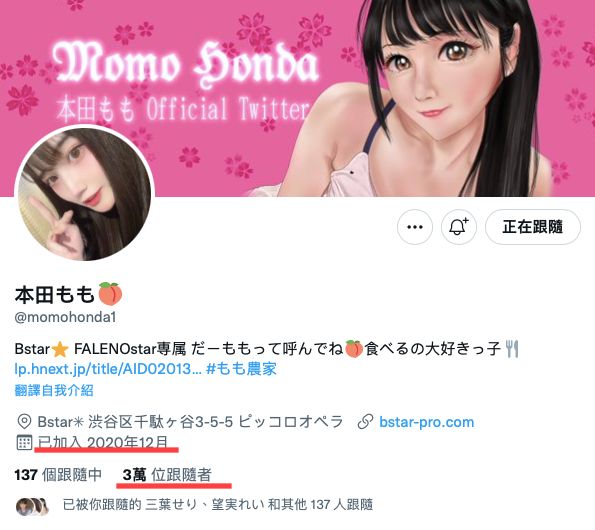 Momo Honda
本田もも Official Twitter
正在跟隨
本田もも🍑
@momohonda1
Bstar⭐ FALENOstar専属 だーももって呼んでね🍑食べるの大好きっ子🍴
lp.hnext.jp/title/AID02013… #もも農家
翻譯自我介紹
Bstar✳ 渋谷区千駄ヶ谷3-5-5 ピッコロオペラ bstar-pro.com
已加入 2020年12月
137 個跟隨中 3萬 位跟隨者
已被你跟隨的 三葉せり、望実れい 和其他 137 人跟隨